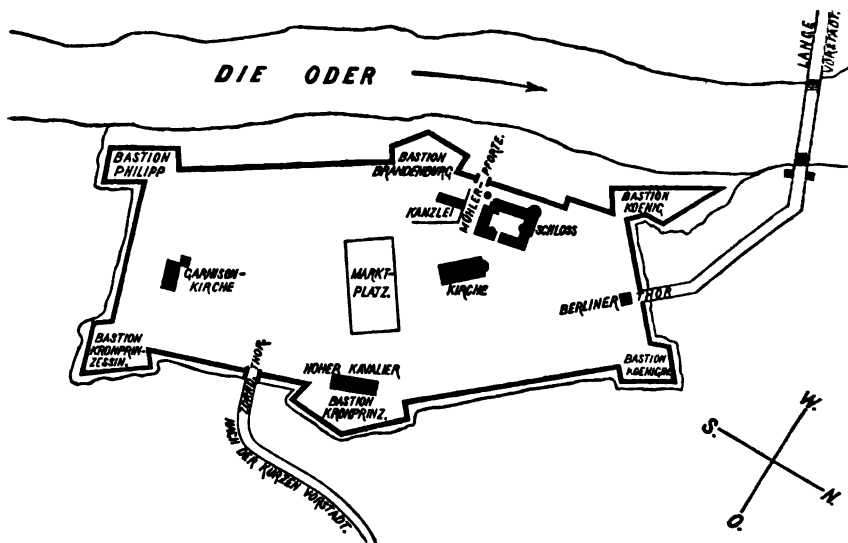 LANGE
VORSTADT.
DIE ODER
BASTION
PHILIPP
BASTION
BRANDENBURG
MÜHLEN-PFORTE.
KANZLEI
BASTION
KOENIG
SCHLOSS
GARNISON-
KIRCHE
MARKT-
PLATZ.
KIRCHE
BERLINER THOR
BASTION
KRONPRIN-
ZESSIN.
THOR.
HOHER KAVALIER
BASTION
KRONPRINZ.
BASTION
NACH DER KURZEN VORSTADT.
W.
S.
N.
O.